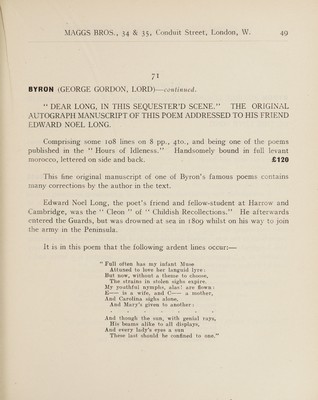 MAGGS BROS., 34 & 35, Conduit Street, London, W. 49
71
BYRON (GEORGE GORDON, LORD)—continued.
" DEAR LONG, IN THIS SEQUESTER'D SCENE." THE ORIGINAL
AUTOGRAPH MANUSCRIPT OF THIS POEM ADDRESSED TO HIS FRIEND
EDWARD NOEL LONG.
Comprising some 108 lines on 8 pp., 4to., and being one of the poems
published in the " Hours of Idleness." Handsomely bound in full levant
morocco, lettered on side and back. £120
This fine original manuscript of one of Byron's famous poems contains
many corrections by the author in the text.
Edward Noel Long, the poet's friend and fellow-student at Harrow and
Cambridge, was the " Cleon " of " Childish Recollections." He afterwards
entered the Guards, but was drowned at sea in 1809 whilst on his way to join
the army in the Peninsula.
It is in this poem that the following ardent lines occur:—
" Full often has my infant Muse
Attuned to love her languid lyre:
But now, without a theme to choose,
The strains in stolen sighs expire.
My youthful nymphs, alas! are flown:
E—— is a wife, and C—— a mother,
And Carolina sighs alone,
And Mary's given to another:
. . . . . . .
And though the sun, with genial rays,
His beams alike to all displays,
And every lady's eyes a sun
These last should be confined to one."